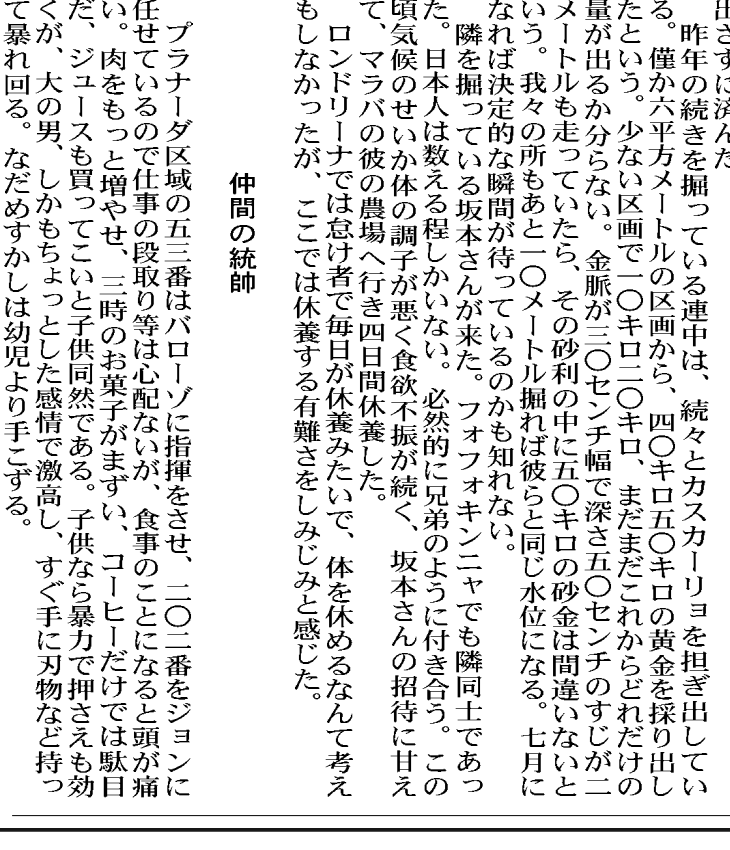 出さずに済んだ
　昨年の続きを掘っている連中は、続々とカスカーリョを担ぎ出してい
る。僅か六平方メートルの区画から、四〇キロ五〇キロの黄金を採り出し
たという。少ない区画で一〇キロ二〇キロ、まだまだこれからどれだけの
量が出るか分らない。金脈が三〇センチ幅で深さ五〇センチのすじが二
メートルも走っていたら、その砂利の中に五〇キロの砂金は間違いないと
いう。我々の所もあと一〇メートル掘れば彼らと同じ水位になる。七月に
なれば決定的な瞬間が待っているのかも知れない。
　隣を掘っている坂本さんが来た。フォフォキンニャでも隣同士であっ
た。日本人は数える程しかいない。必然的に兄弟のように付き合う。この
頃気候のせいか体の調子が悪く食欲不振が続く、坂本さんの招待に甘え
て、マラバの彼の農場へ行き四日間休養した。
　ロンドリーナでは怠け者で毎日が休養みたいで、体を休めるなんて考え
もしなかったが、ここでは休養する有難さをしみじみと感じた。
仲間の統帥
　プラナーダ区域の五三番はバローゾに指揮をさせ、二〇二番をジョンに
任せているので仕事の段取り等は心配ないが、食事のことになると頭が痛
い。肉をもっと増やせ、三時のお菓子がまずい、コーヒーだけでは駄目
だ、ジュースも買ってこいと子供同然である。子供なら暴力で押さえも効
くが、大の男、しかもちょっとした感情で激高し、すぐ手に刃物など持っ
て暴れ回る。なだめすかしは幼児より手こずる。